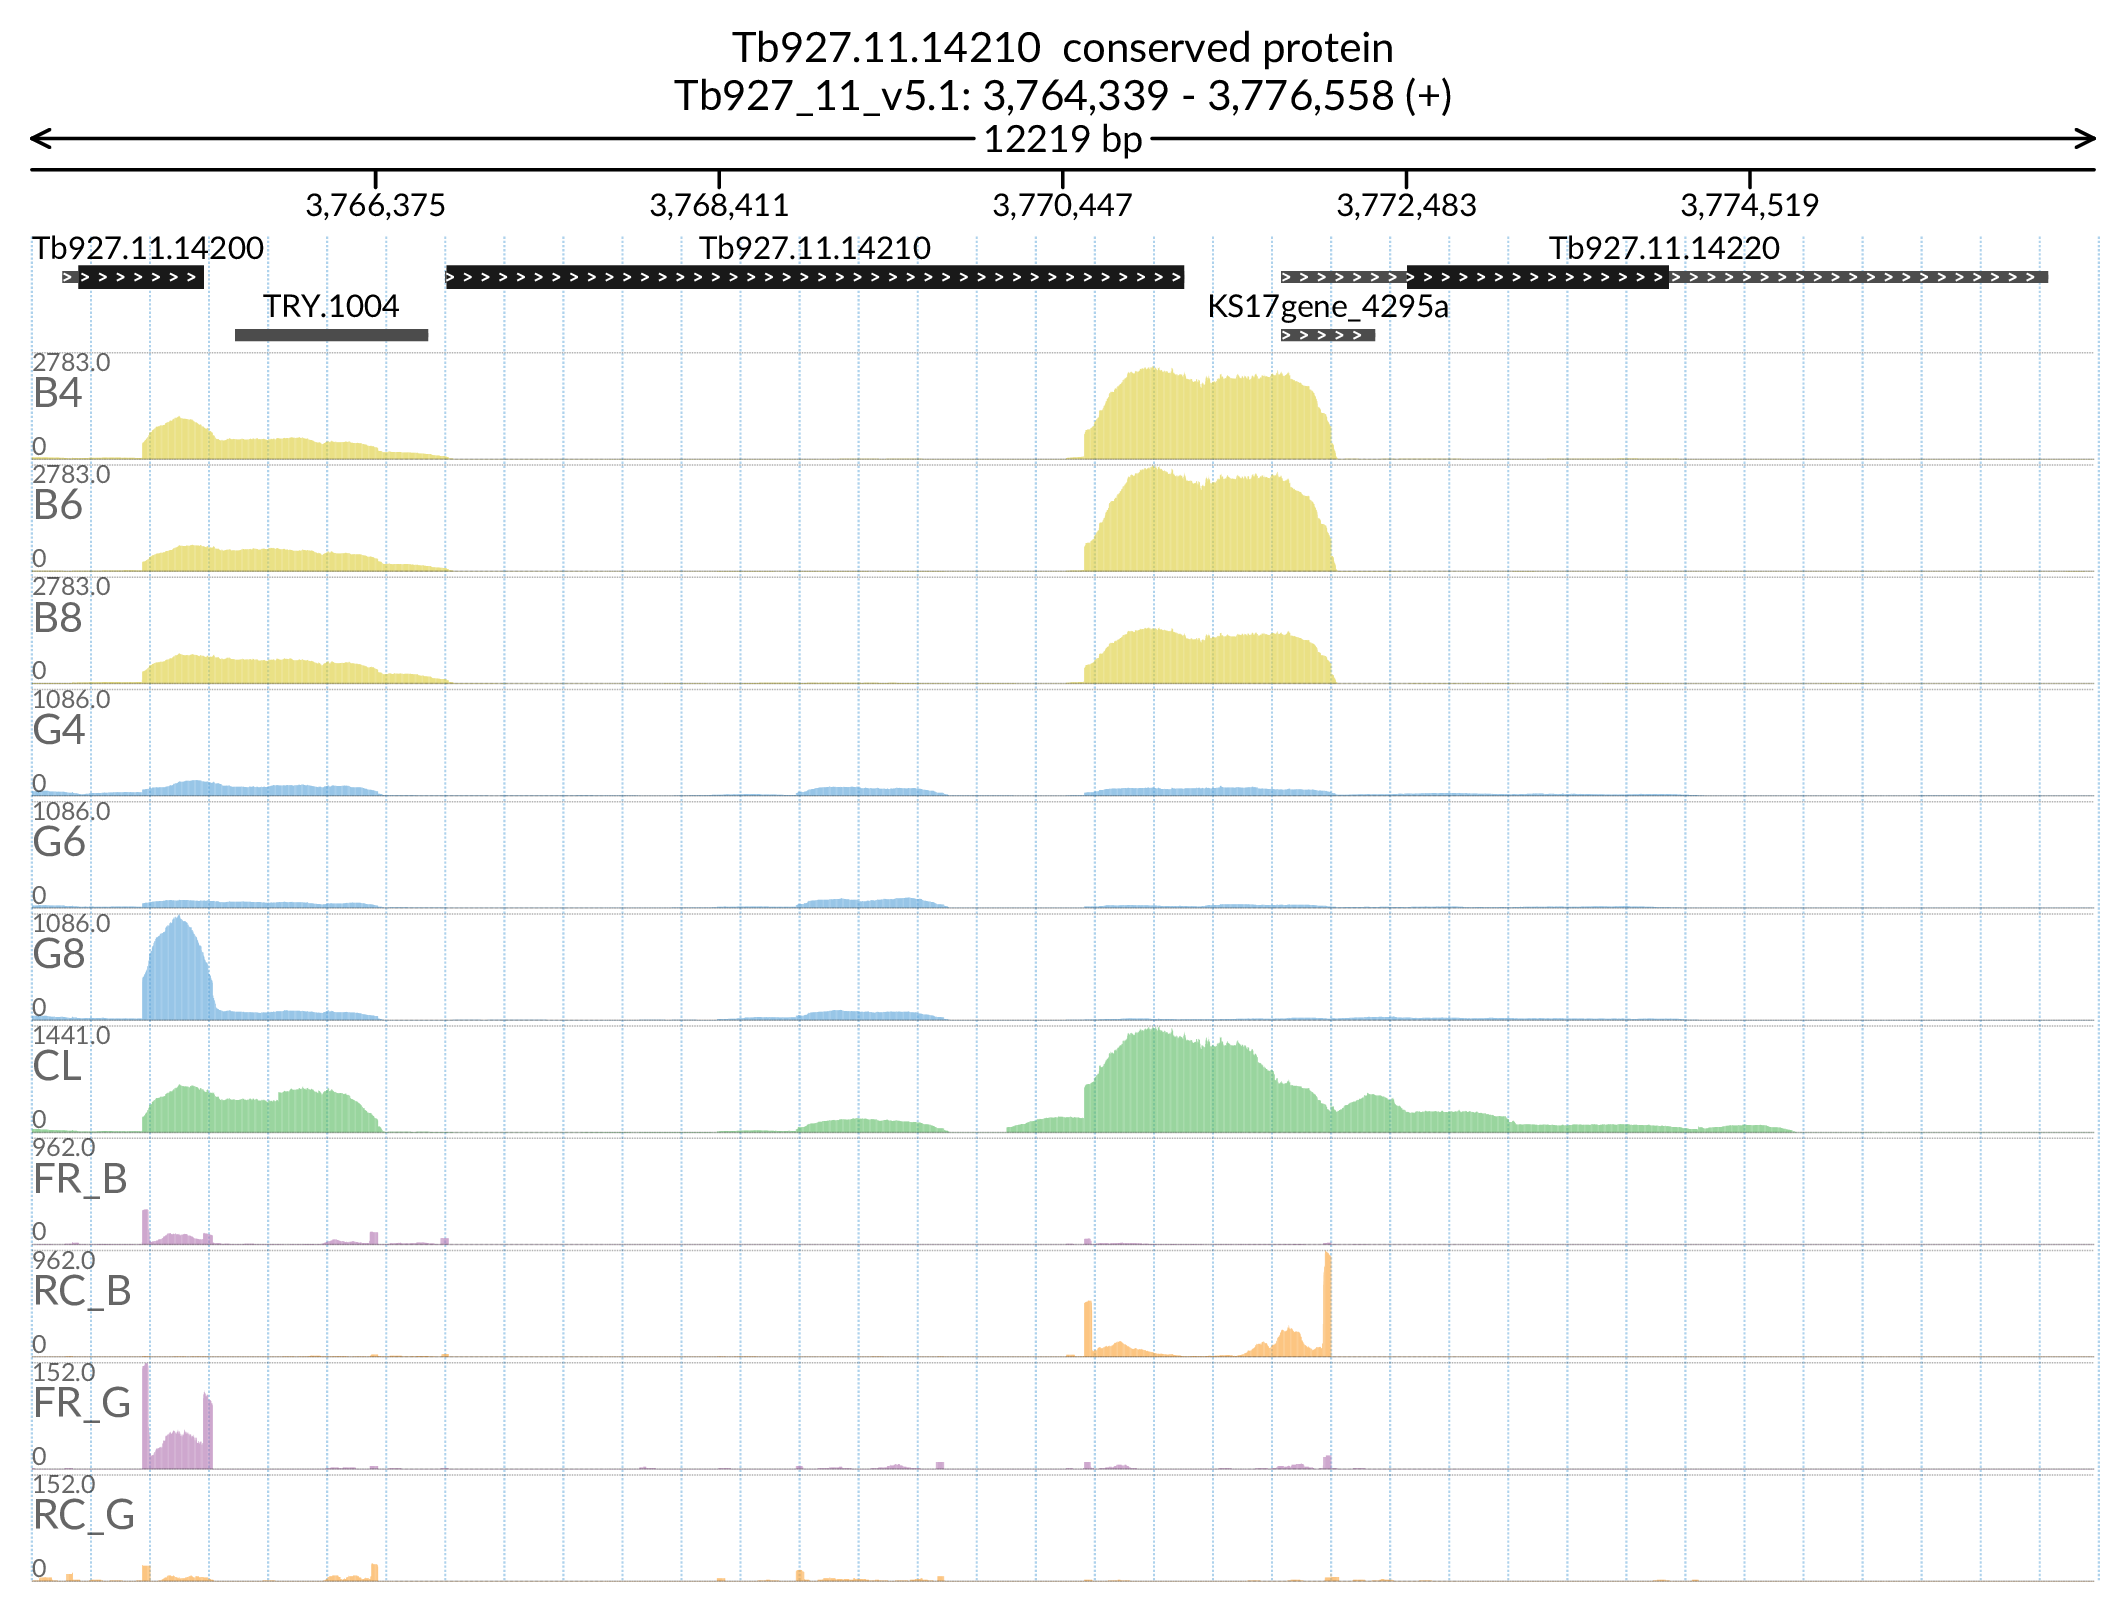 Tb927.11.14210 conserved protein
Tb927_11_v5.1: 3,764,339 - 3,776,558 (+)
12219 bp
3,766,375 3,768,411 3,770,447 3,772,483 3,774,519
Tb927.11.14200 Tb927.11.14210 Tb927.11.14220
TRY.1004 KS17gene_4295a
2783.0
B4
0
2783.0
B6
0
2783.0
B8
0
1086.0
G4
0
1086.0
G6
0
1086.0
G8
0
1441.0
CL
0
962.0
FR_B
0
962.0
RC_B
0
152.0
FR_G
0
152.0
RC_G
0